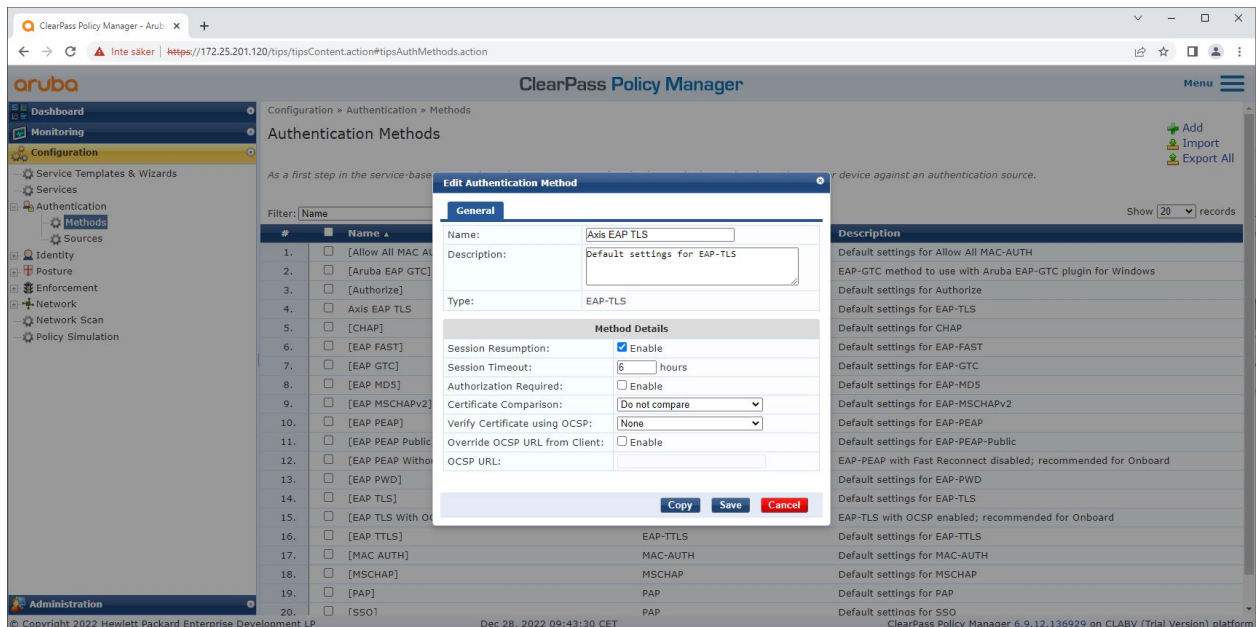 ClearPass Policy Manager - Aruba
Inte säker | https://172.25.201.120/tips/tipsContent.action#tipsAuthMethods.action
aruba
ClearPass Policy Manager
Menu
Dashboard
Monitoring
Configuration
Service Templates & Wizards
Services
Authentication
Methods
Sources
Identity
Posture
Enforcement
Network
Network Scan
Policy Simulation
Administration
Configuration » Authentication » Methods
Authentication Methods
Add
Import
Export All
As a first step in the service-base
r device against an authentication source.
Filter: Name
Show 20 records
# Name Description
1. [Allow All MAC AU Default settings for Allow All MAC-AUTH
2. [Aruba EAP GTC] EAP-GTC method to use with Aruba EAP-GTC plugin for Windows
3. [Authorize] Default settings for Authorize
4. Axis EAP TLS Default settings for EAP-TLS
5. [CHAP] Default settings for CHAP
6. [EAP FAST] Default settings for EAP-FAST
7. [EAP GTC] Default settings for EAP-GTC
8. [EAP MD5] Default settings for EAP-MD5
9. [EAP MSCHAPv2] Default settings for EAP-MSCHAPv2
10. [EAP PEAP] Default settings for EAP-PEAP
11. [EAP PEAP Public Default settings for EAP-PEAP-Public
12. [EAP PEAP Witho EAP-PEAP with Fast Reconnect disabled; recommended for Onboard
13. [EAP PWD] Default settings for EAP-PWD
14. [EAP TLS] Default settings for EAP-TLS
15. [EAP TLS With OC EAP-TLS with OCSP enabled; recommended for Onboard
16. [EAP TTLS] EAP-TTLS Default settings for EAP-TTLS
17. [MAC AUTH] MAC-AUTH Default settings for MAC-AUTH
18. [MSCHAP] MSCHAP Default settings for MSCHAP
19. [PAP] PAP Default settings for PAP
20. [SSO] PAP Default settings for SSO
Edit Authentication Method
General
Name: Axis EAP TLS
Description: Default settings for EAP-TLS
Type: EAP-TLS
Method Details
Session Resumption: Enable
Session Timeout: 6 hours
Authorization Required: Enable
Certificate Comparison: Do not compare
Verify Certificate using OCSP: None
Override OCSP URL from Client: Enable
OCSP URL:
Copy Save Cancel
© Copyright 2022 Hewlett Packard Enterprise Development LP
Dec 28, 2022 09:43:30 CET
ClearPass Policy Manager 6.9.12.136929 on CLABV (Trial Version) platform